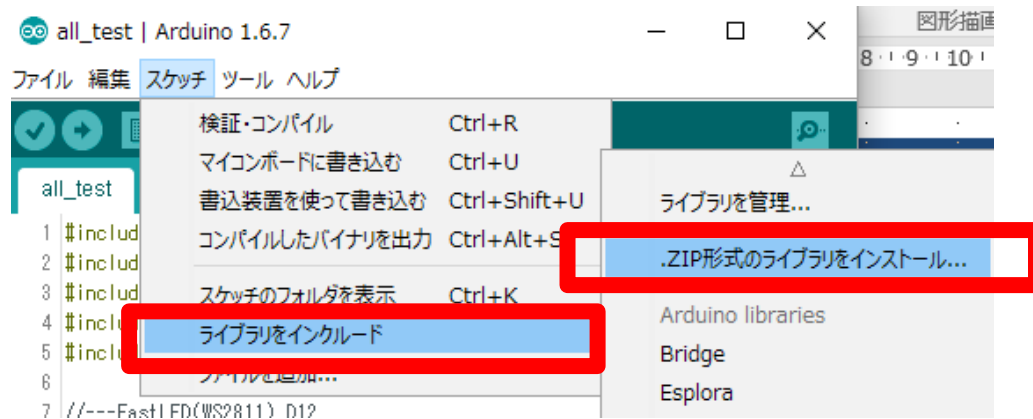 all_test | Arduino 1.6.7
ファイル 編集 スケッチ ツール ヘルプ
検証・コンパイル Ctrl+R
マイコンボードに書き込む Ctrl+U
書込装置を使って書き込む Ctrl+Shift+U
コンパイルしたバイナリを出力 Ctrl+Alt+S
スケッチのフォルダを表示 Ctrl+K
ライブラリをインクルード
ファイルを追加...
△
ライブラリを管理...
.ZIP形式のライブラリをインストール...
Arduino libraries
Bridge
Esplora
all_test
1 #includ
2 #includ
3 #includ
4 #inclu
5 #inclu
6
7 //---FastLED(WS2811) D12
図形描画
8 9 10